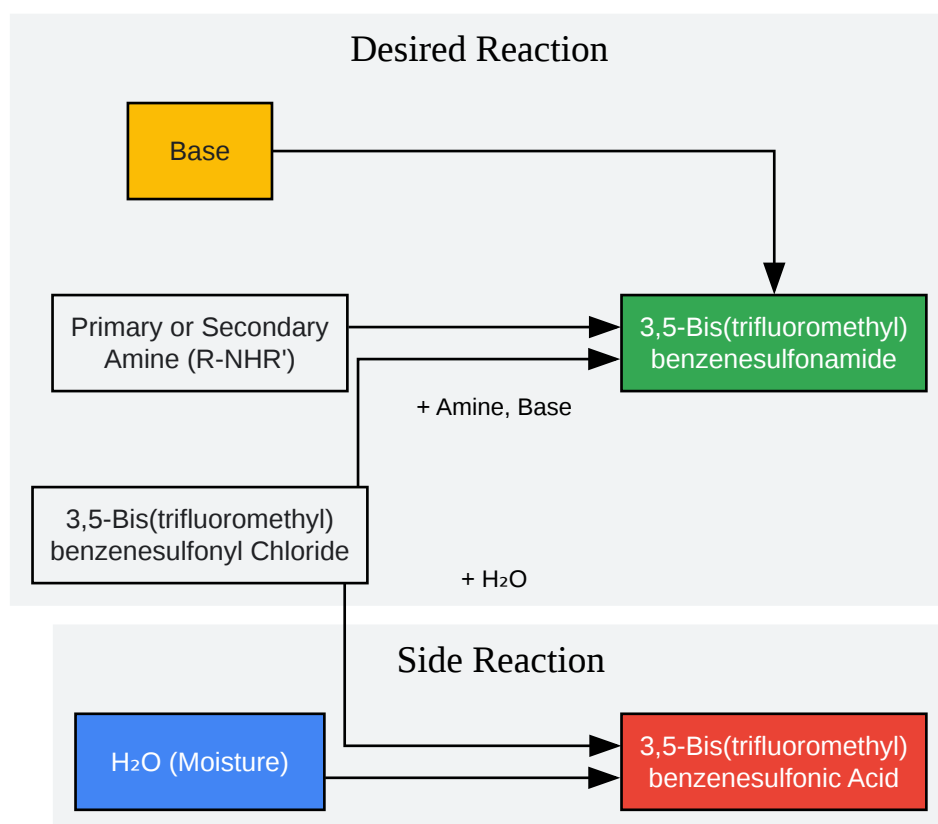 Desired Reaction
Base
Primary or Secondary
Amine (R-NHR')
3,5-Bis(trifluoromethyl)
benzenesulfonamide
+ Amine, Base
3,5-Bis(trifluoromethyl)
benzenesulfonyl Chloride
+ H₂O
Side Reaction
H₂O (Moisture)
3,5-Bis(trifluoromethyl)
benzenesulfonic Acid